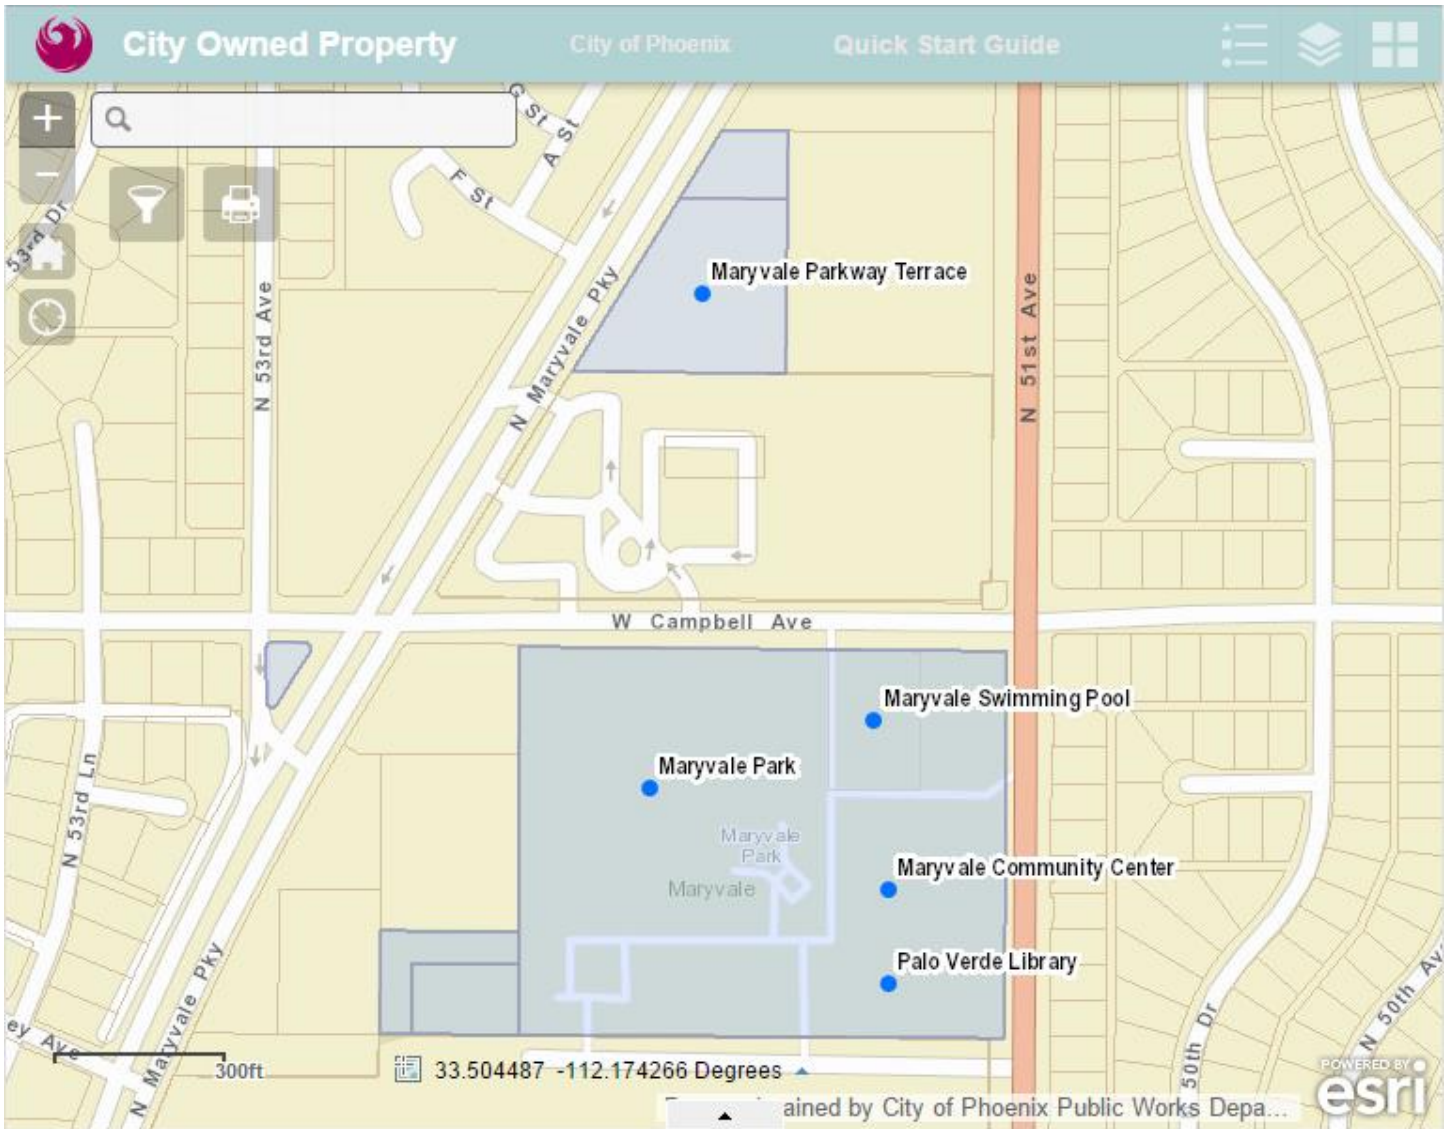 City Owned Property
City of Phoenix
Quick Start Guide
G St
A St
F St
53rd Dr
N 53rd Ave
N Maryvale Pky
Maryvale Parkway Terrace
N 51st Ave
W Campbell Ave
Maryvale Swimming Pool
Maryvale Park
Maryvale
Park
Maryvale
Maryvale Community Center
Palo Verde Library
N 53rd Ln
N Maryvale Pky
ey Ave
50th Dr
N 50th Av
300ft
33.504487 -112.174266 Degrees
POWERED BY
esri
ained by City of Phoenix Public Works Depa...